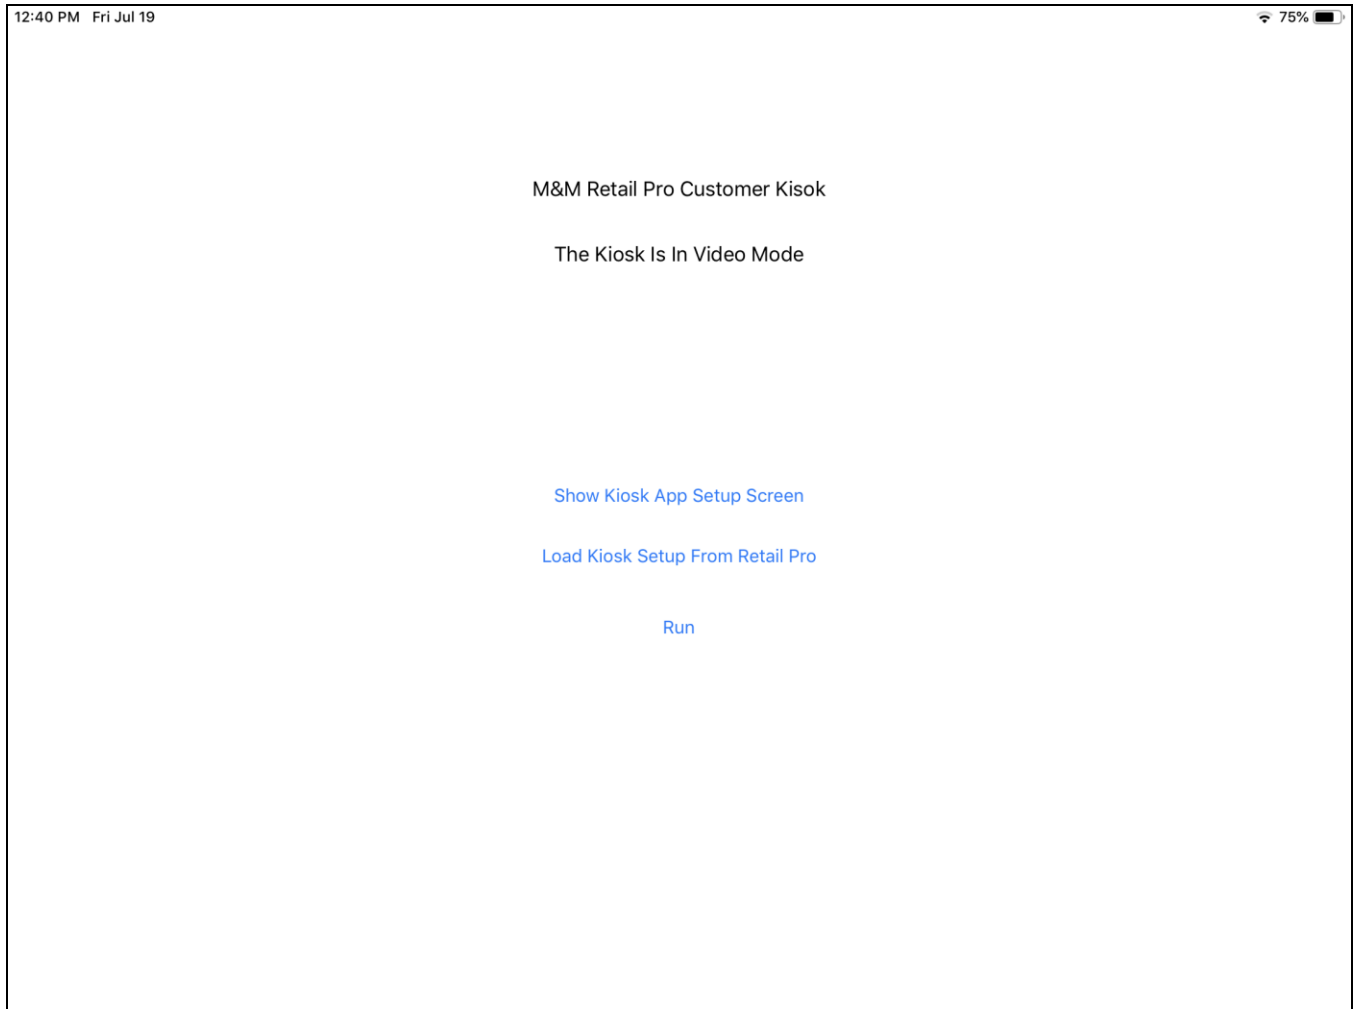 12:40 PM Fri Jul 19 75%
M&M Retail Pro Customer Kisok
The Kiosk Is In Video Mode
Show Kiosk App Setup Screen
Load Kiosk Setup From Retail Pro
Run